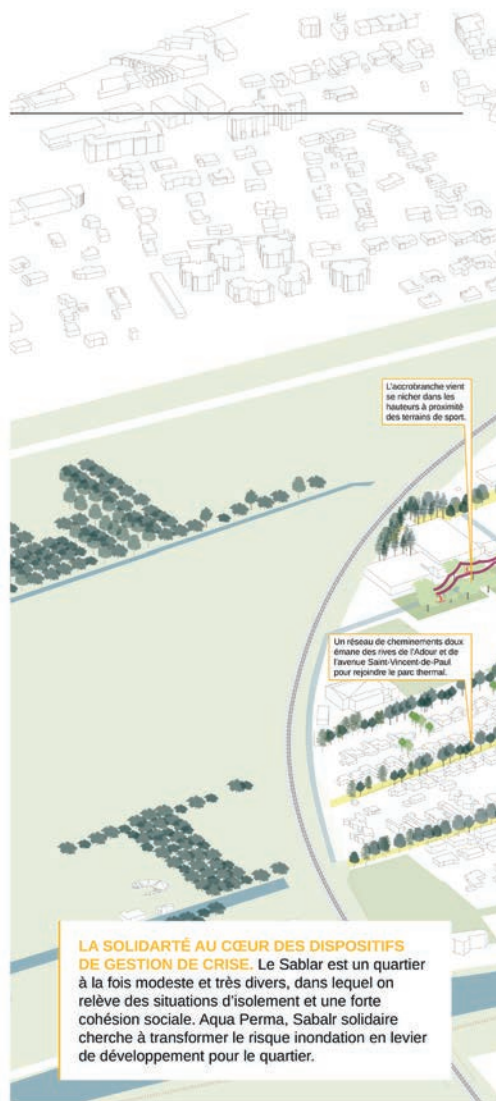 L'accrobranche vient
se nicher dans les
hauteurs à proximité
des terrains de sport.
Un réseau de cheminements doux
émane des rives de l'Adour et de
l'avenue Saint-Vincent-de-Paul
pour rejoindre le parc thermal.
LA SOLIDARTÉ AU CŒUR DES DISPOSITIFS
DE GESTION DE CRISE. Le Sablar est un quartier
à la fois modeste et très divers, dans lequel on
relève des situations d'isolement et une forte
cohésion sociale. Aqua Perma, Sabalr solidaire
cherche à transformer le risque inondation en levier
de développement pour le quartier.